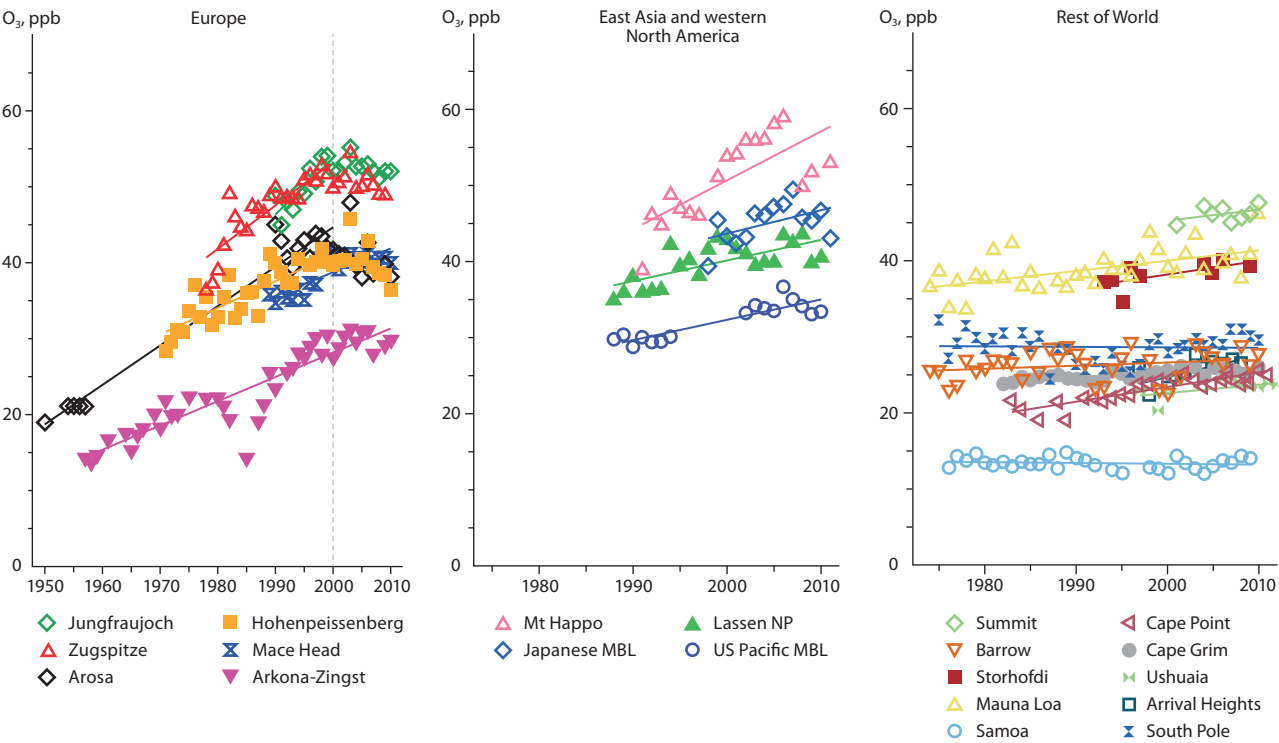 O₃, ppb
Europe
60
40
20
0
1950
1960
1970
1980
1990
2000
2010
Jungfraujoch
Zugspitze
Arosa
Hohenpeissenberg
Mace Head
Arkona-Zingst
O₃, ppb
East Asia and western
North America
60
40
20
0
1980
1990
2000
2010
Mt Happo
Japanese MBL
Lassen NP
US Pacific MBL
O₃, ppb
Rest of World
60
40
20
0
1980
1990
2000
2010
Summit
Barrow
Storhofdi
Mauna Loa
Samoa
Cape Point
Cape Grim
Ushuaia
Arrival Heights
South Pole